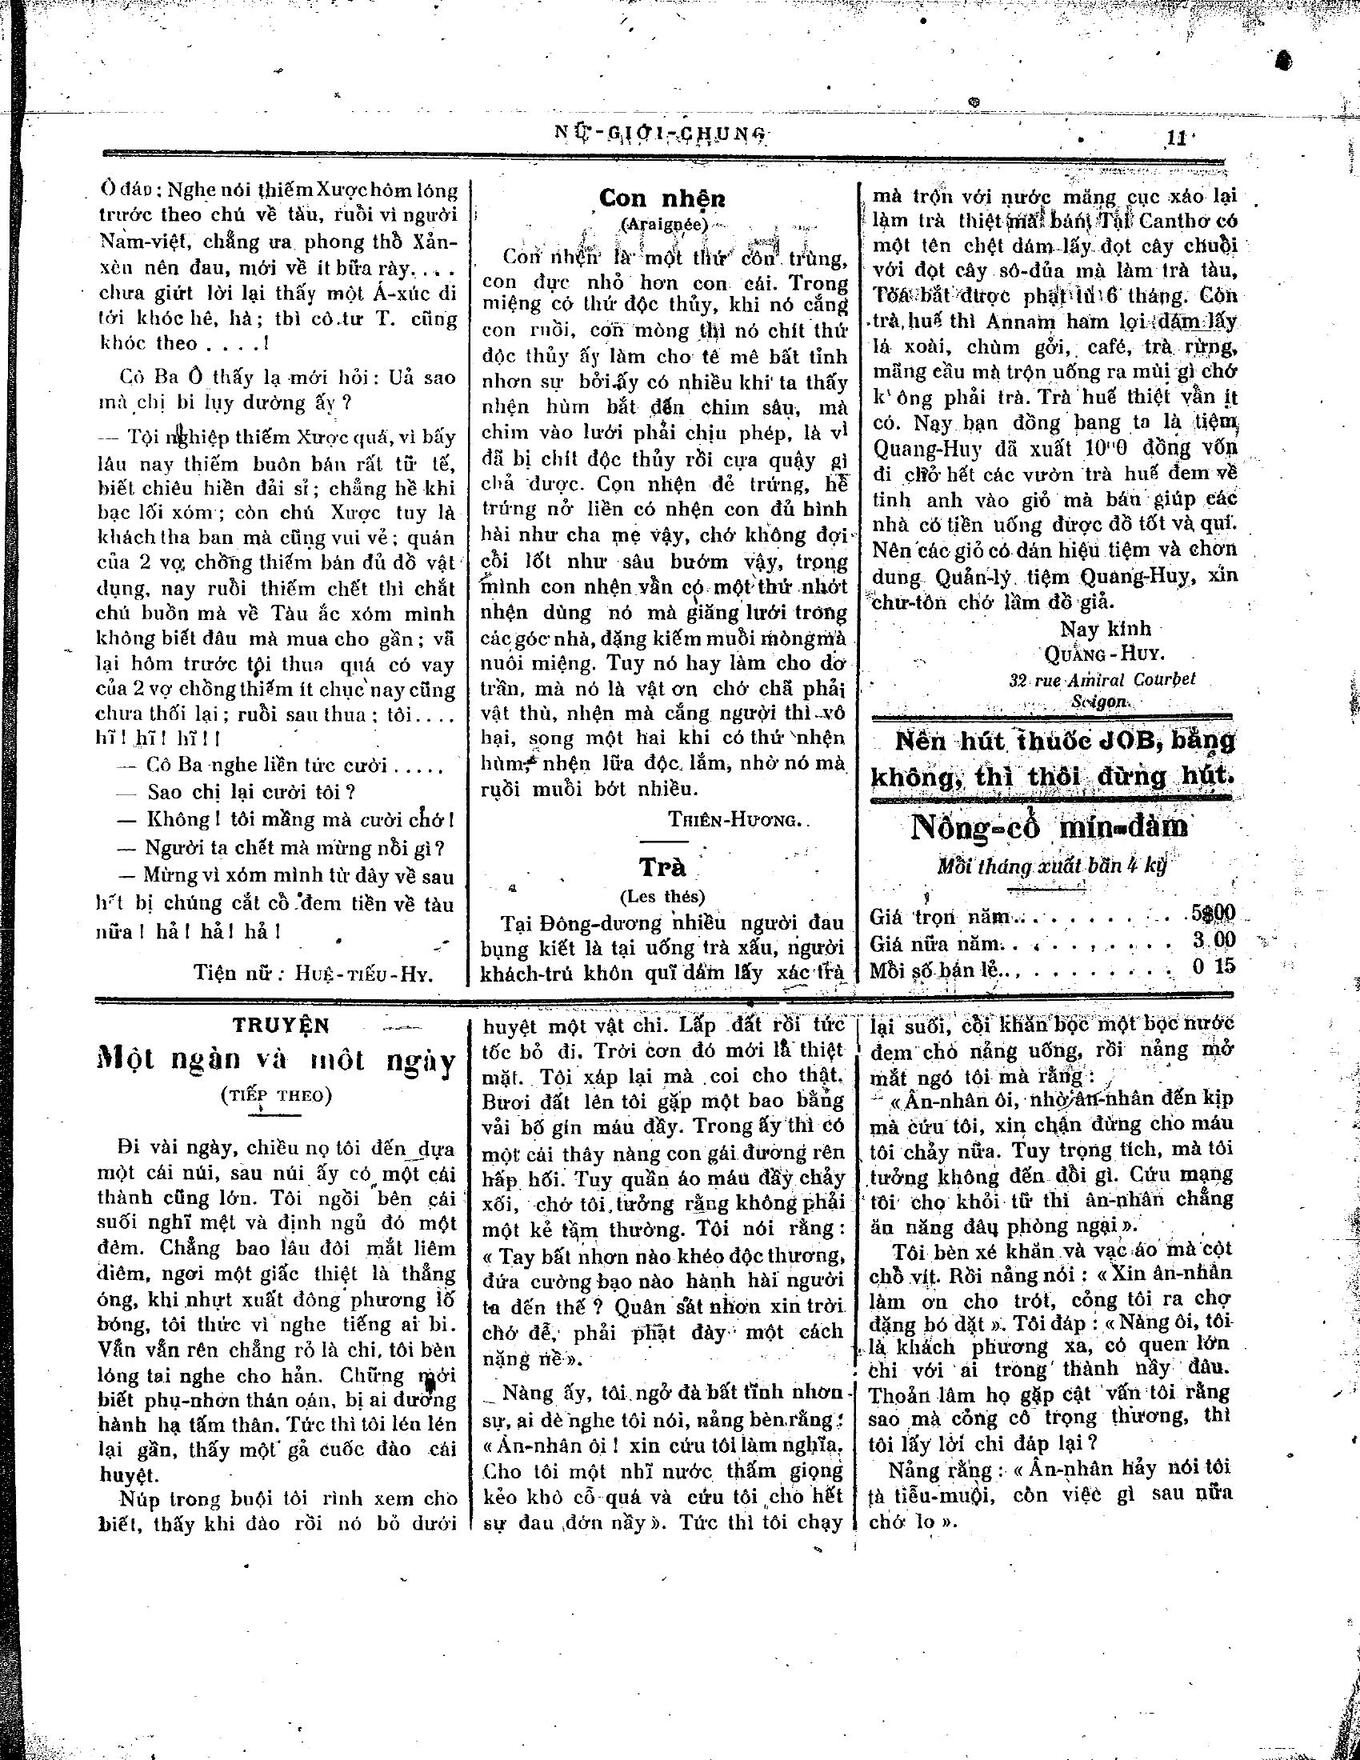 NỮ-GIỚI-CHUNG
11
Ô đáp : Nghe nói thiếm Xược hôm lóng
trước theo chú về tàu, ruồi vì người
Nam-việt, chẳng ưa phong thổ Xản-
xèn nên đau, mới về ít bữa rày. . . .
chưa giứt lời lại thấy một Á-xúc đi
tới khóc hê, hà ; thì cô tư T. cũng
khóc theo . . . .!
Cô Ba Ô thấy lạ mới hỏi : Uả sao
mà chị bi lụy dường ấy ?
— Tội nghiệp thiếm Xược quá, vì bấy
lâu nay thiếm buôn bán rất tử tế,
biết chiêu hiền đải sỉ ; chẳng hề khi
bạc lối xóm ; còn chú Xược tuy là
khách tha ban mà cũng vui vẻ ; quán
của 2 vợ chồng thiếm bán đủ đồ vật
dụng, nay ruồi thiếm chết thì chắt
chú buồn mà về Tàu ắc xóm mình
không biết đâu mà mua cho gần ; vã
lại hôm trước tôi thua quá có vay
của 2 vợ chồng thiếm ít chục nay cũng
chưa thối lại ; ruồi sau thua : tôi. . . .
hĩ ! hĩ ! hĩ ! !
— Cô Ba nghe liền tức cười . . . . .
— Sao chị lại cười tôi ?
— Không ! tôi mầng mà cười chớ !
— Người ta chết mà mừng nỗi gì ?
— Mừng vì xóm mình từ đây về sau
hết bị chúng cắt cổ đem tiền về tàu
nữa ! hả ! hả ! hả !
Tiện nữ : HUỆ-TIẾU-HY.
Con nhện
(Araignée)
Con nhện là một thứ côn trùng,
con đực nhỏ hơn con cái. Trong
miệng có thứ độc thủy, khi nó cắng
con ruồi, con mòng thì nó chít thứ
độc thủy ấy làm cho tê mê bất tỉnh
nhơn sự bởi ấy có nhiều khi ta thấy
nhện hùm bắt đến chim sâu, mà
chim vào lưới phải chịu phép, là vì
đã bị chít độc thủy rồi cựa quậy gì
chả được. Con nhện đẻ trứng, hễ
trứng nở liền có nhện con đủ bình
hài như cha mẹ vậy, chớ không đợi
cồi lốt như sâu bướm vậy, trong
mình con nhện vẫn có một thứ nhớt
nhện dùng nó mà giăng lưới trong
các góc nhà, đặng kiếm muồi mòng mà
nuôi miệng. Tuy nó hay làm cho dơ
trần, mà nó là vật ơn chớ chẵ phải
vật thù, nhện mà cắng người thì vô
hại, song một hai khi có thứ nhện
hùm, nhện lữa độc lắm, nhờ nó mà
ruồi muồi bớt nhiều.
THIÊN-HƯƠNG.
Trà
(Les thés)
Tại Đông-dương nhiều người đau
bụng kiết là tại uống trà xấu, người
khách-trú khôn quĩ dám lấy xác trà
mà trộn với nước măng cục xáo lại
làm trà thiệt mà bán. Tại Canthơ có
một tên chệt dám lấy đọt cây chuồi
với đọt cây sô-đủa mà làm trà tàu,
Tòa bắt được phạt tù 6 tháng. Còn
trà huế thì Annam ham lợi dám lấy
lá xoài, chùm gởi, café, trà rừng,
mãng cầu mà trộn uống ra mùi gì chớ
không phải trà. Trà huế thiệt vẫn ít
có. Nay bạn đồng bang ta là tiệm
Quang-Huy đã xuất 1000 đồng vốn
đi chở hết các vườn trà huế đem về
tinh anh vào giỏ mà bán giúp các
nhà có tiền uống được đồ tốt và quí.
Nên các giỏ có dán hiệu tiệm và chơn
dung Quản-lý tiệm Quang-Huy, xin
chư-tôn chớ lầm đồ giả.
Nay kính
QUANG-HUY.
32 rue Amiral Courbet
Saigon.
Nên hút thuốc JOB, bằng
không, thì thôi đừng hút.
Nông-cổ mín-đàm
Mỗi tháng xuất bản 4 kỳ
Giá trọn năm . . . . . . . . . 5$00
Giá nữa năm. . . . . . . . . 3 00
Mỗi số bán lẻ. . . . . . . . . 0 15
TRUYỆN
Một ngàn và một ngày
(TIẾP THEO)
Đi vài ngày, chiều nọ tôi đến dựa
một cái núi, sau núi ấy có một cái
thành cũng lớn. Tôi ngồi bên cái
suối nghĩ mệt và định ngủ đó một
đêm. Chẳng bao lâu đôi mắt liêm
diêm, ngơi một giấc thiệt là thẳng
óng, khi nhựt xuất đông phương lố
bóng, tôi thức vì nghe tiếng ai bi.
Vẵn vẵn rên chẳng rỏ là chi, tôi bèn
lóng tai nghe cho hản. Chững mới
biết phụ-nhơn thán oán, bị ai đường
hành hạ tấm thân. Tức thì tôi lén lén
lại gần, thấy một gả cuốc đào cái
huyệt.
Núp trong buội tôi rình xem cho
biết, thấy khi đào rồi nó bỏ dưới
huyệt một vật chi. Lấp đất rồi tức
tốc bỏ đi. Trời cơn đó mới là thiệt
mặt. Tôi xáp lại mà coi cho thật.
Bươi đất lên tôi gặp một bao bằng
vải bố gin máu đầy. Trong ấy thì có
một cái thây nàng con gái đương rên
hấp hối. Tuy quần áo máu đầy chảy
xối, chớ tôi tưởng rằng không phải
một kẻ tầm thường. Tôi nói rằng :
« Tay bất nhơn nào khéo độc thương,
đứa cường bạo nào hành hài người
ta đến thế ? Quân sát nhơn xin trời
chớ để, phải phạt đày một cách
nặng nề ».
Nàng ấy, tôi ngở đà bất tĩnh nhơn
sự, ai dè nghe tôi nói, nảng bèn rằng :
« Ân-nhân ôi ! xin cứu tôi làm nghĩa.
Cho tôi một nhĩ nước thấm giọng
kẻo khô cổ quá và cứu tôi cho hết
sự đau đớn nầy ». Tức thì tôi chạy
lại suối, cồi khăn bọc một bọc nước
đem cho nảng uống, rồi nảng mở
mắt ngó tôi mà rằng :
« Ân-nhân ôi, nhờ ân-nhân đến kịp
mà cứu tôi, xin chận đừng cho máu
tôi chảy nữa. Tuy trọng tích, mà tôi
tưởng không đến đỗi gì. Cứu mạng
tôi cho khỏi tử thì ân-nhân chẳng
ăn năng đâu phòng ngại ».
Tôi bèn xé khăn và vạc áo mà cột
chỗ vít. Rồi nảng nói : « Xin ân-nhân
làm ơn cho trót, cỏng tôi ra chợ
đặng bó dặt ». Tôi đáp : « Nàng ôi, tôi
là khách phương xa, có quen lớn
chi với ai trong thành nầy đâu.
Thoản lâm họ gặp cật vấn tôi rằng
sao mà cỏng cô trọng thương, thì
tôi lấy lời chi đáp lại ?
Nảng rằng : « Ân-nhân hảy nói tôi
tà tiểu-muội, còn việc gì sau nữa
chớ lo ».